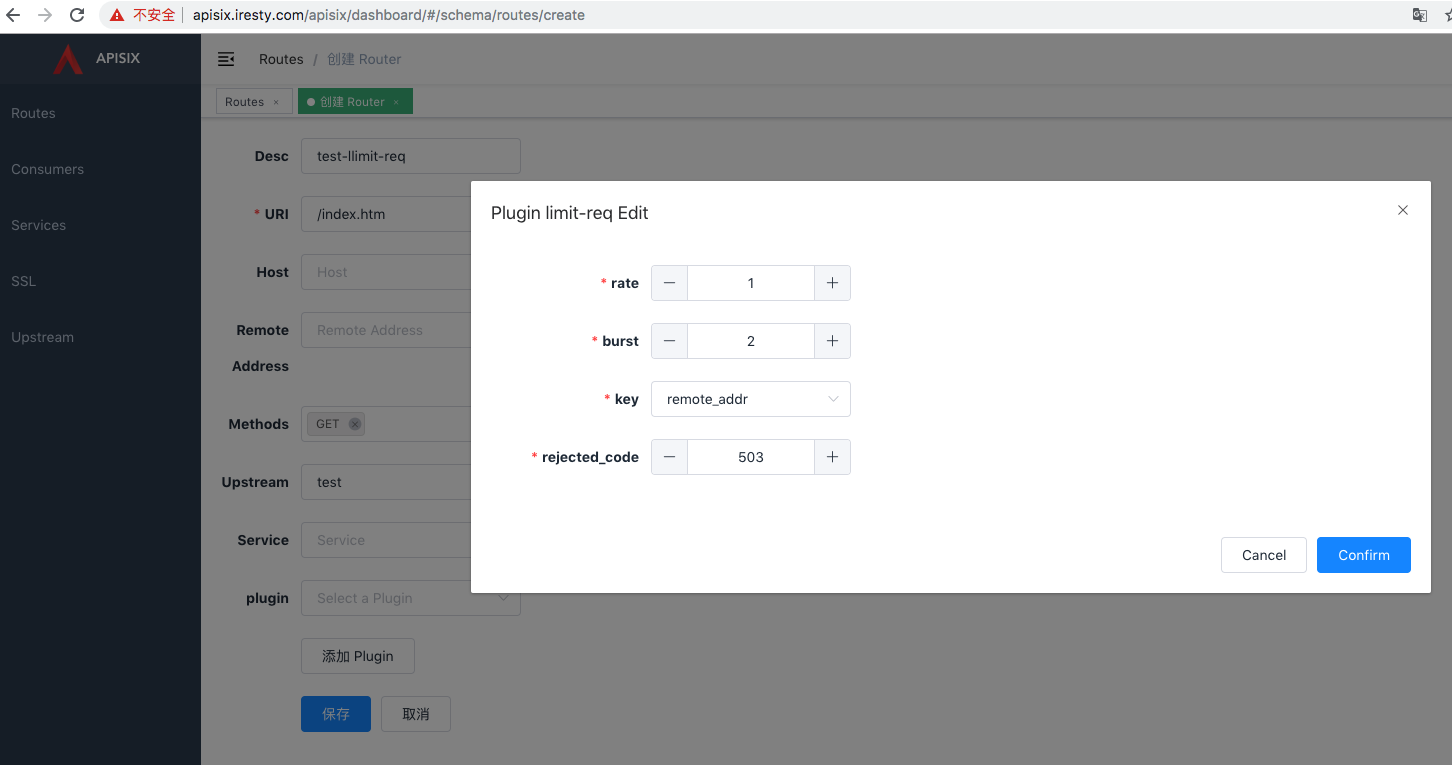 不安全 apisix.iresty.com/apisix/dashboard/#/schema/routes/create
APISIX
Routes / 创建 Router
Routes × 创建 Router ×
Routes
Consumers
Services
SSL
Upstream
Desc test-llimit-req
* URI /index.htm
Host Host
Remote Address Remote Address
Methods GET
Upstream test
Service Service
plugin Select a Plugin
添加 Plugin
保存 取消
Plugin limit-req Edit
* rate 1
* burst 2
* key remote_addr
* rejected_code 503
Cancel Confirm